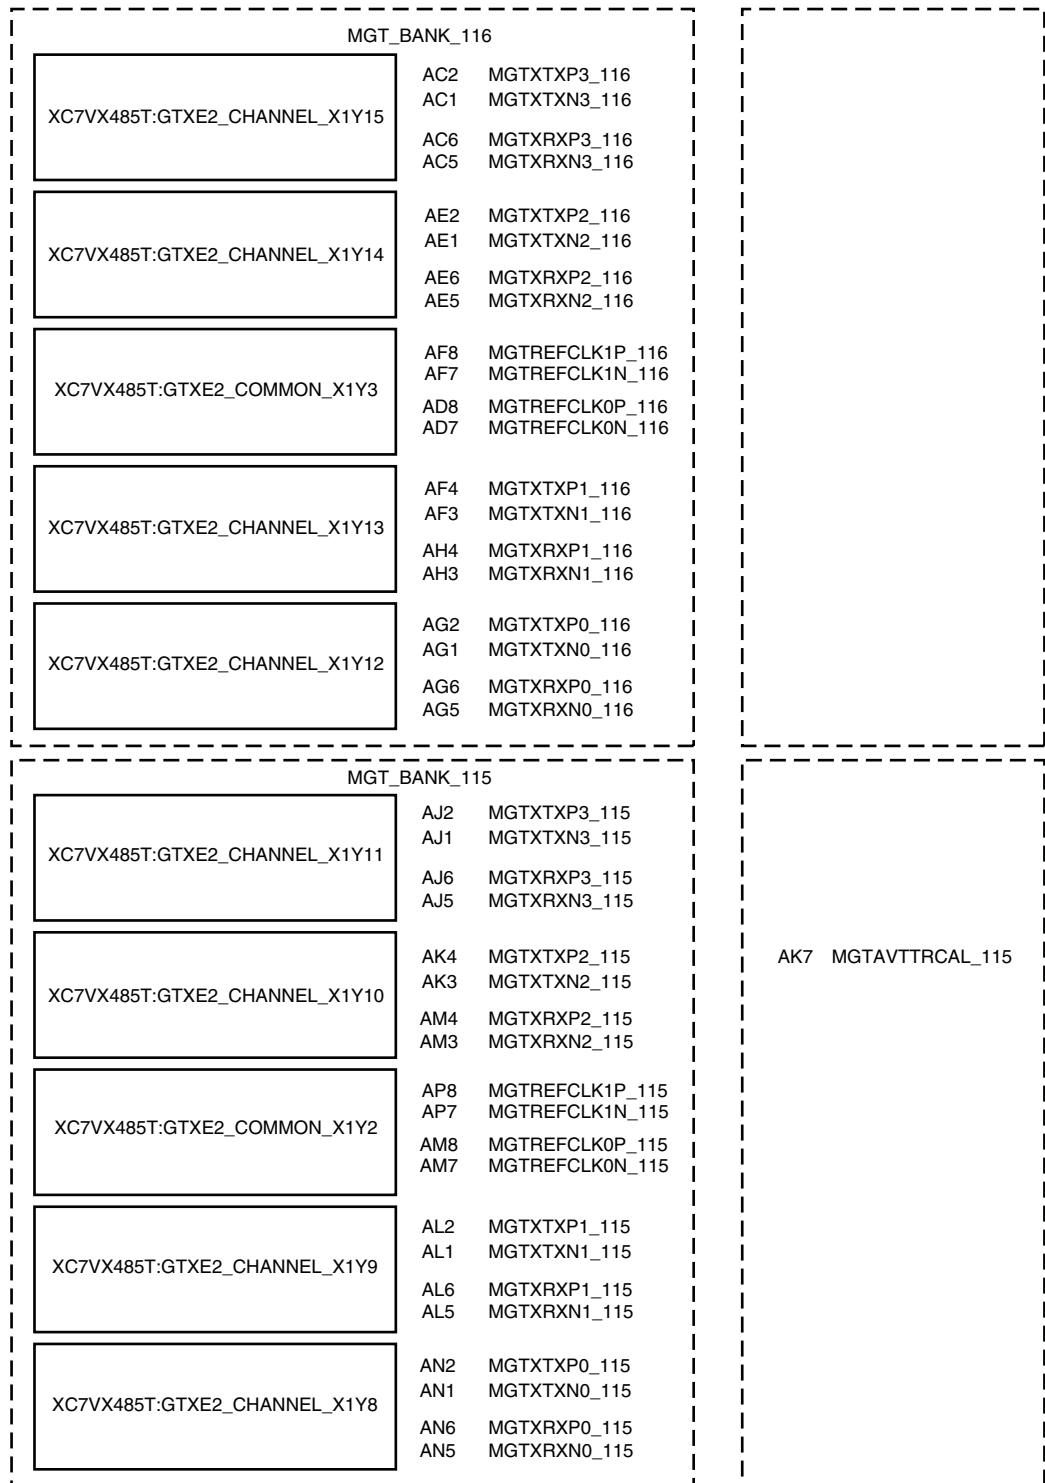 MGT_BANK_116
XC7VX485T:GTXE2_CHANNEL_X1Y15
AC2 MGTXTXP3_116
AC1 MGTXTXN3_116
AC6 MGTXRXP3_116
AC5 MGTXRXN3_116
XC7VX485T:GTXE2_CHANNEL_X1Y14
AE2 MGTXTXP2_116
AE1 MGTXTXN2_116
AE6 MGTXRXP2_116
AE5 MGTXRXN2_116
XC7VX485T:GTXE2_COMMON_X1Y3
AF8 MGTREFCLK1P_116
AF7 MGTREFCLK1N_116
AD8 MGTREFCLK0P_116
AD7 MGTREFCLK0N_116
XC7VX485T:GTXE2_CHANNEL_X1Y13
AF4 MGTXTXP1_116
AF3 MGTXTXN1_116
AH4 MGTXRXP1_116
AH3 MGTXRXN1_116
XC7VX485T:GTXE2_CHANNEL_X1Y12
AG2 MGTXTXP0_116
AG1 MGTXTXN0_116
AG6 MGTXRXP0_116
AG5 MGTXRXN0_116
MGT_BANK_115
XC7VX485T:GTXE2_CHANNEL_X1Y11
AJ2 MGTXTXP3_115
AJ1 MGTXTXN3_115
AJ6 MGTXRXP3_115
AJ5 MGTXRXN3_115
XC7VX485T:GTXE2_CHANNEL_X1Y10
AK4 MGTXTXP2_115
AK3 MGTXTXN2_115
AM4 MGTXRXP2_115
AM3 MGTXRXN2_115
AK7 MGTAVTTRCAL_115
XC7VX485T:GTXE2_COMMON_X1Y2
AP8 MGTREFCLK1P_115
AP7 MGTREFCLK1N_115
AM8 MGTREFCLK0P_115
AM7 MGTREFCLK0N_115
XC7VX485T:GTXE2_CHANNEL_X1Y9
AL2 MGTXTXP1_115
AL1 MGTXTXN1_115
AL6 MGTXRXP1_115
AL5 MGTXRXN1_115
XC7VX485T:GTXE2_CHANNEL_X1Y8
AN2 MGTXTXP0_115
AN1 MGTXTXN0_115
AN6 MGTXRXP0_115
AN5 MGTXRXN0_115